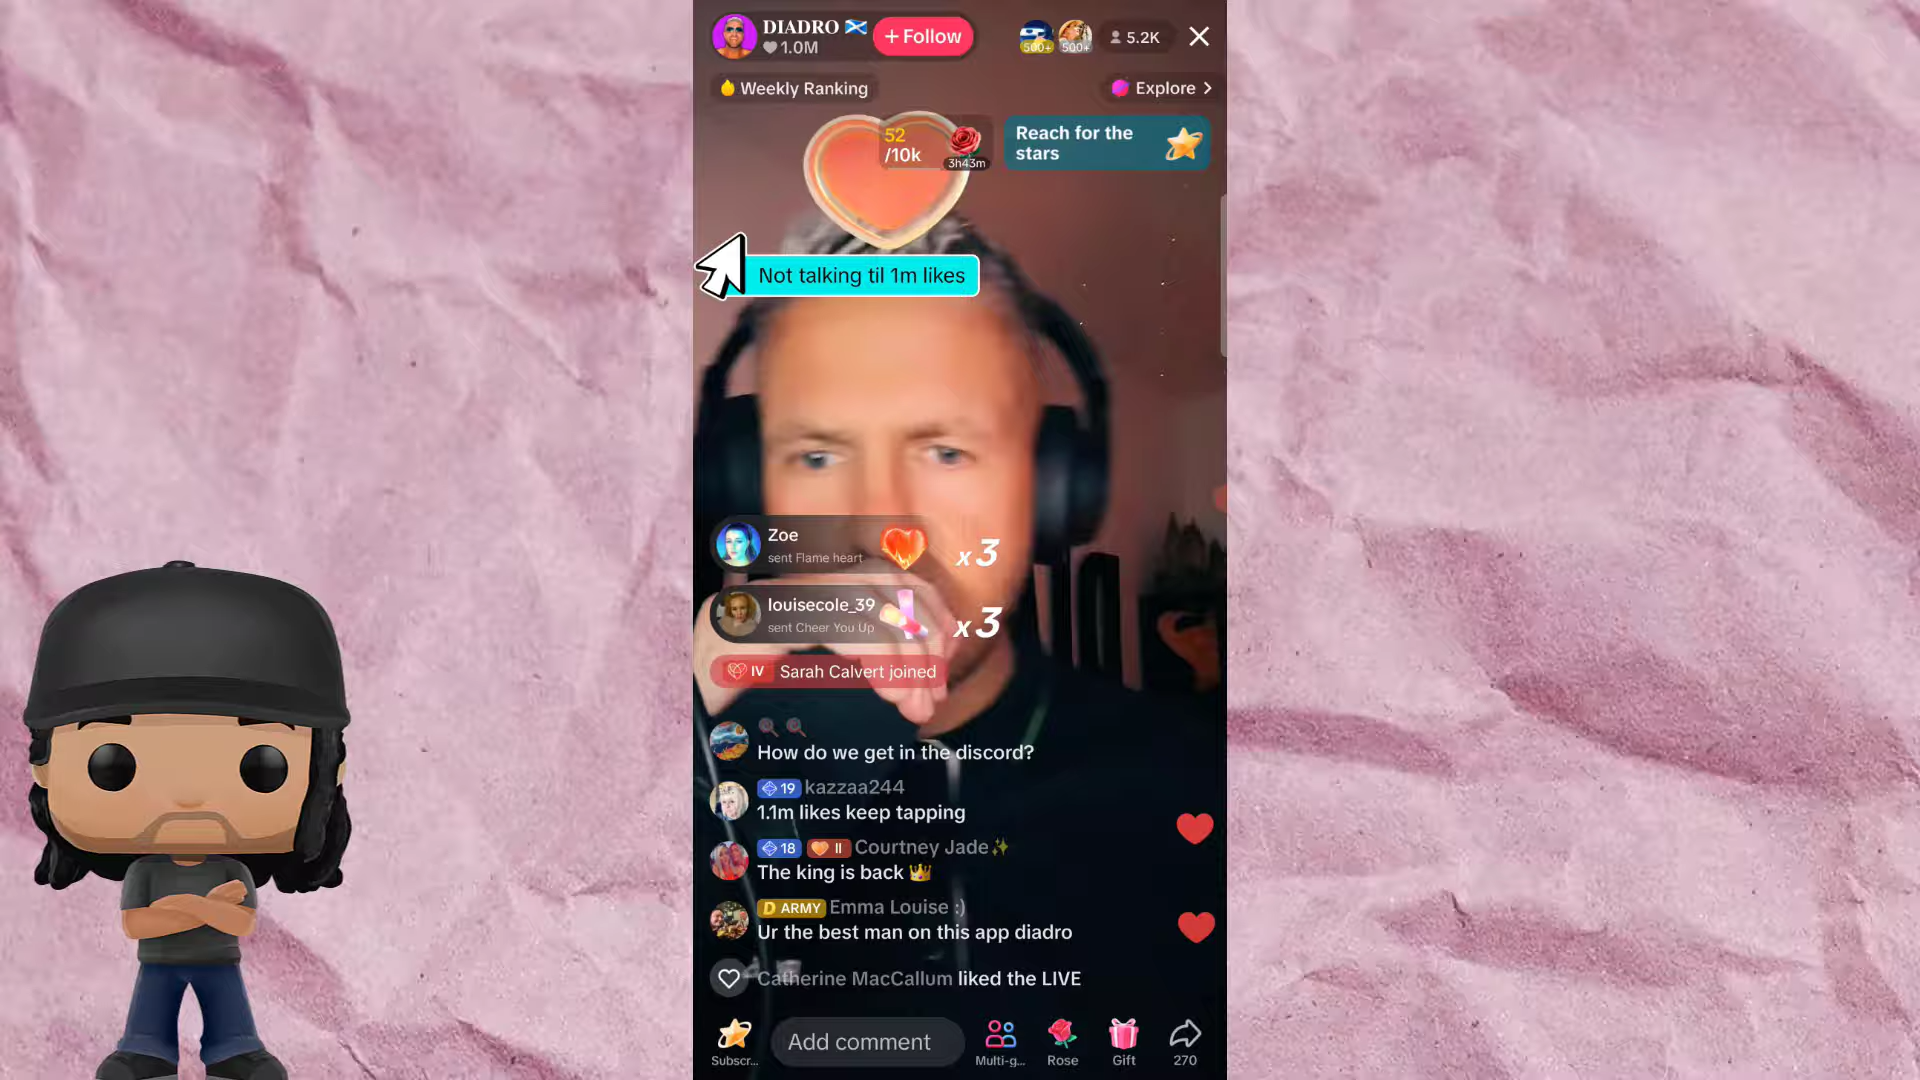 DIADRO
1.0M
+ Follow
500+
500+
5.2K
Weekly Ranking
Explore >
52
/10k
3h43m
Reach for the
stars
Not talking til 1m likes
Zoe
sent Flame heart
x3
louisecole_39
sent Cheer You Up
x3
IV Sarah Calvert joined
How do we get in the discord?
19 kazzaa244
1.1m likes keep tapping
18 II Courtney Jade✨
The king is back 👑
D ARMY Emma Louise :)
Ur the best man on this app diadro
Catherine MacCallum liked the LIVE
Subscr...
Add comment
Multi-g...
Rose
Gift
270